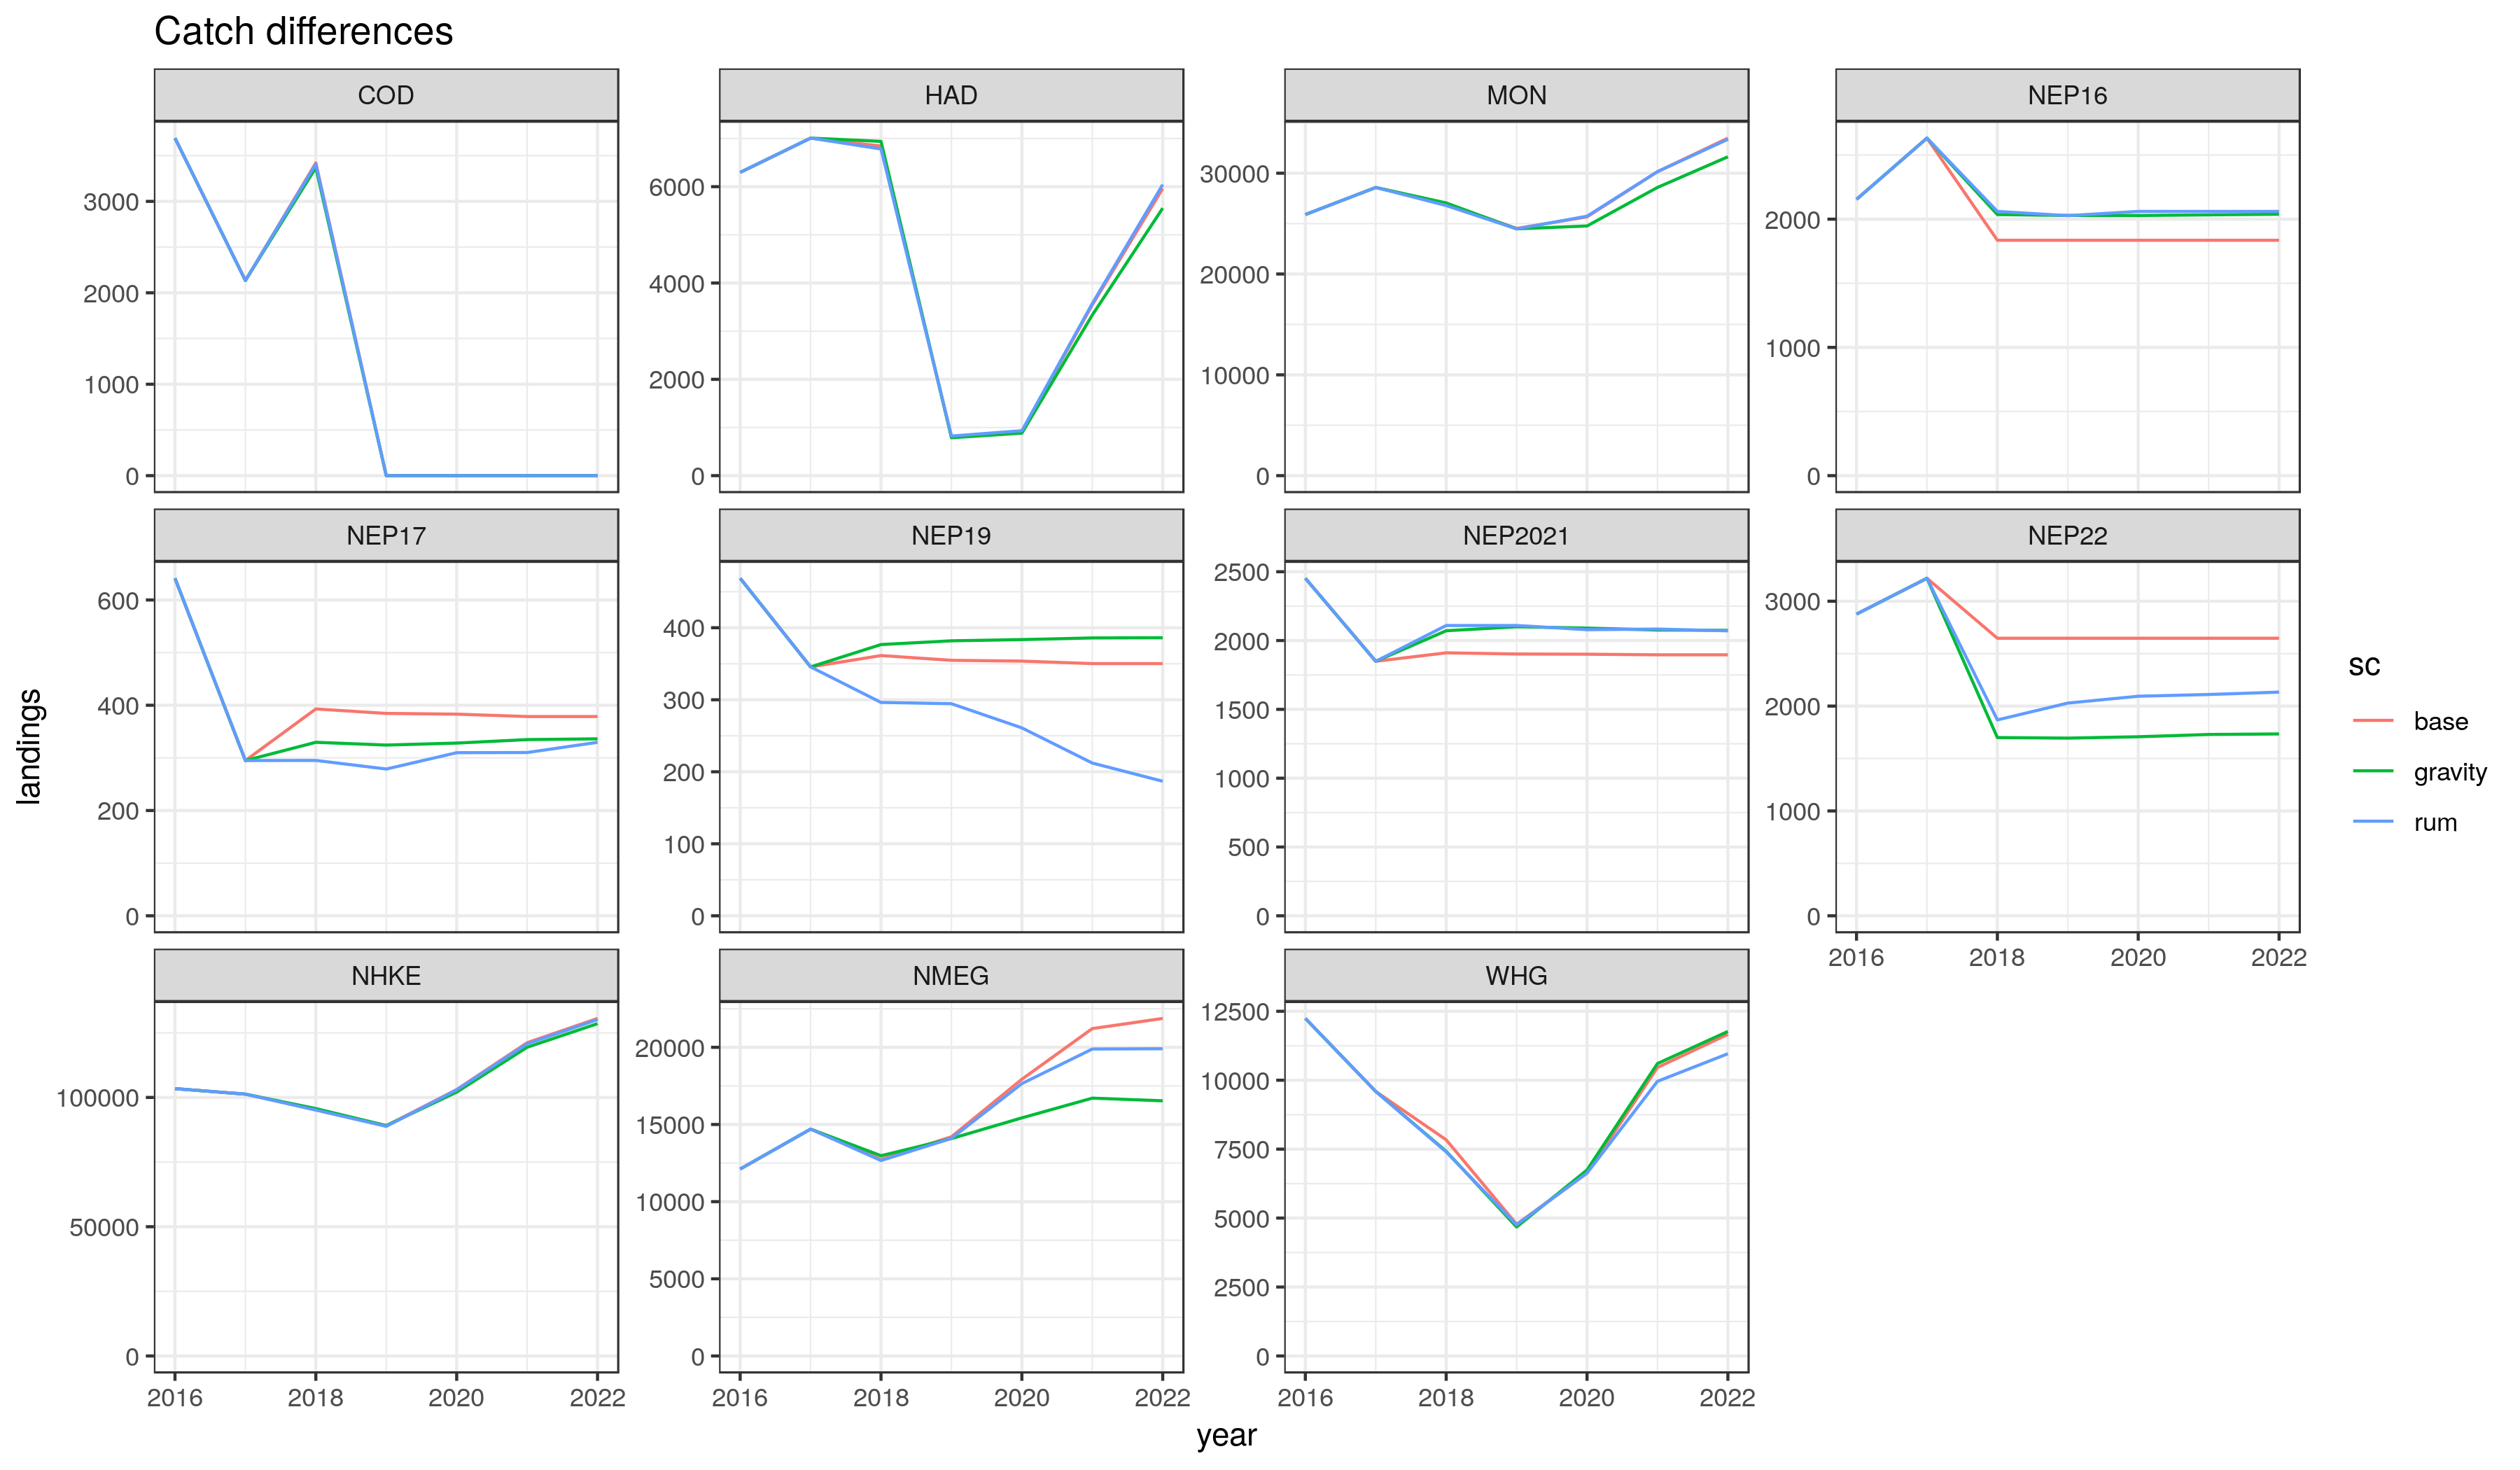 Catch differences
COD
HAD
MON
NEP16
3000
2000
1000
0
6000
4000
2000
0
30000
20000
10000
0
2000
1000
0
NEP17
NEP19
NEP2021
NEP22
600
400
200
0
400
300
200
100
0
2500
2000
1500
1000
500
0
3000
2000
1000
0
2016 2018 2020 2022
NHKE
NMEG
WHG
100000
50000
0
20000
15000
10000
5000
0
12500
10000
7500
5000
2500
0
2016 2018 2020 2022
2016 2018 2020 2022
2016 2018 2020 2022
year
landings
sc
base
gravity
rum